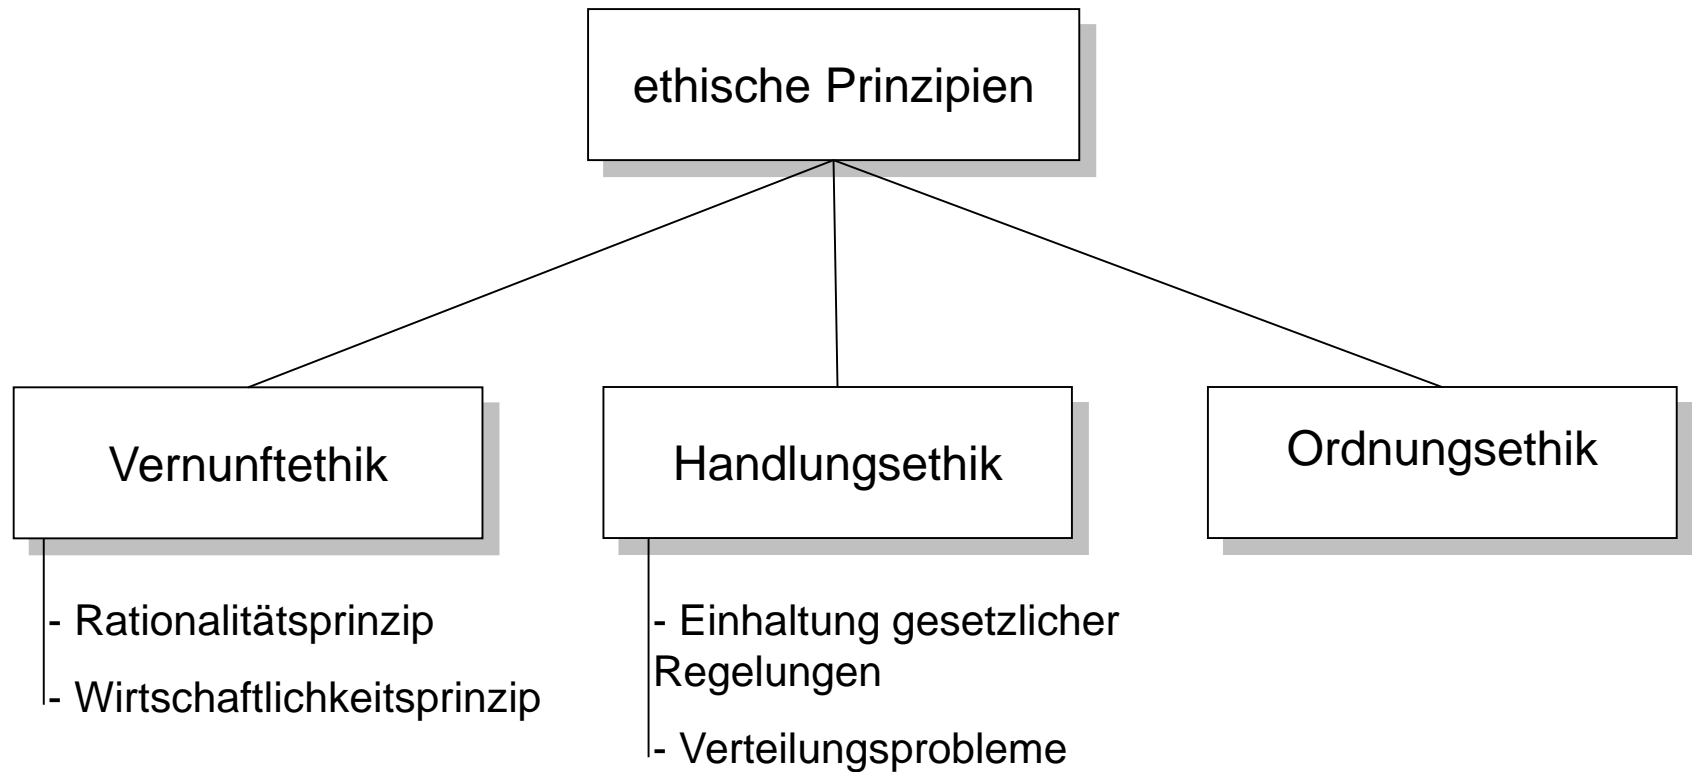 ethische Prinzipien
Vernunftethik
- Rationalitätsprinzip
- Wirtschaftlichkeitsprinzip
Handlungsethik
- Einhaltung gesetzlicher
Regelungen
- Verteilungsprobleme
Ordnungsethik